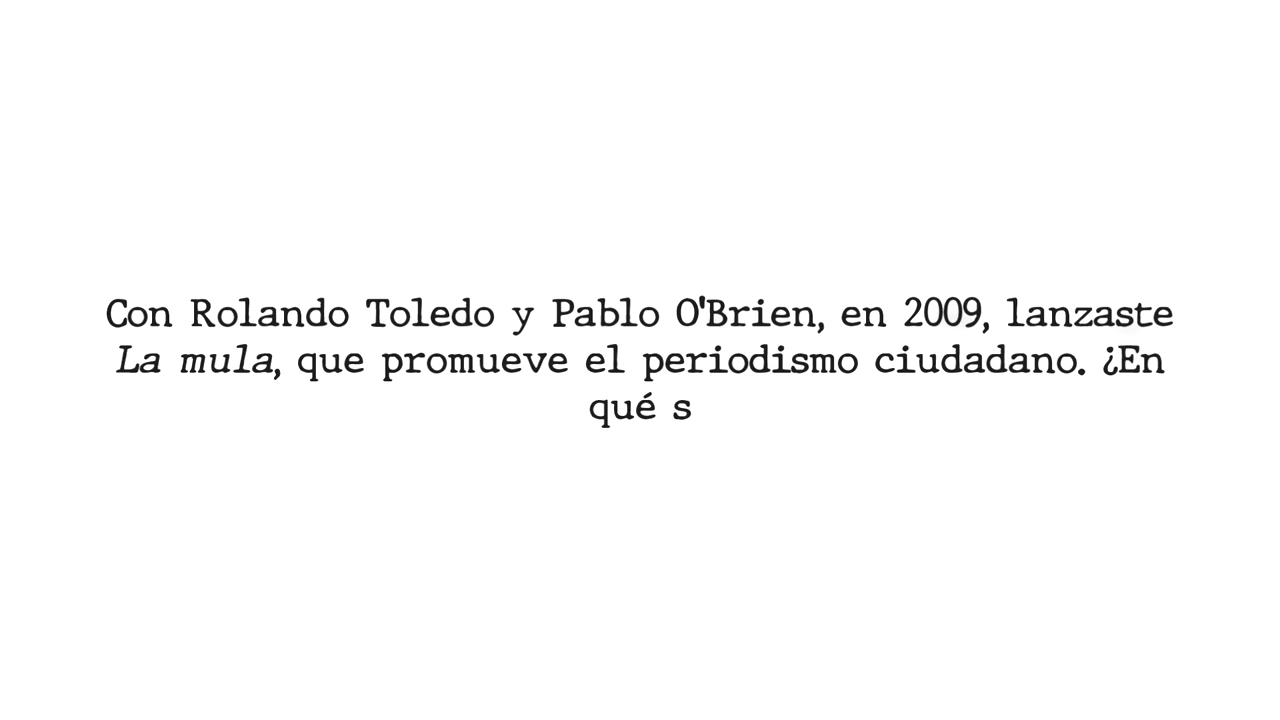 Con Rolando Toledo y Pablo O'Brien, en 2009, lanzaste
La mula, que promueve el periodismo ciudadano. ¿En
qué s